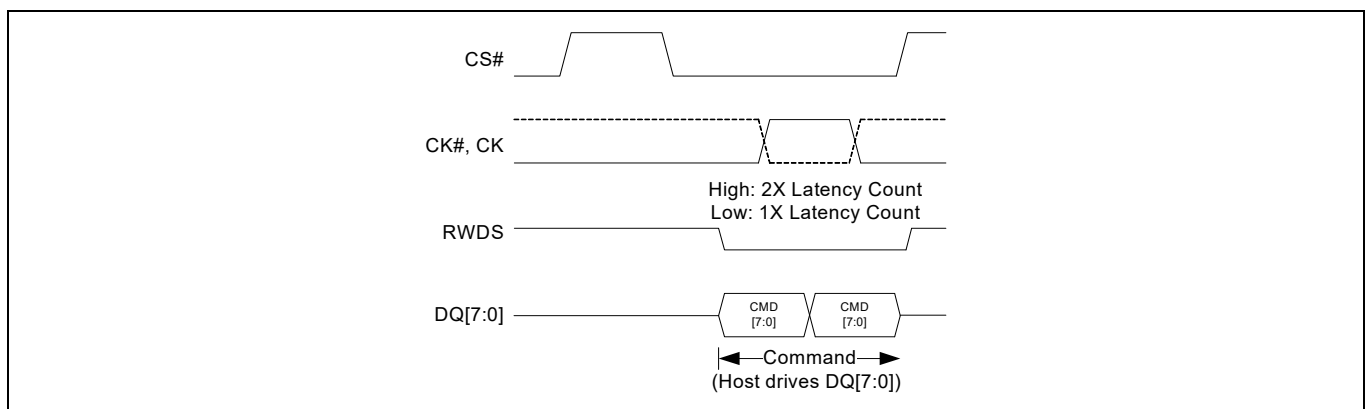 CS#
CK#, CK
High: 2X Latency Count
Low: 1X Latency Count
RWDS
DQ[7:0]
CMD
[7:0]
CMD
[7:0]
Command
(Host drives DQ[7:0])